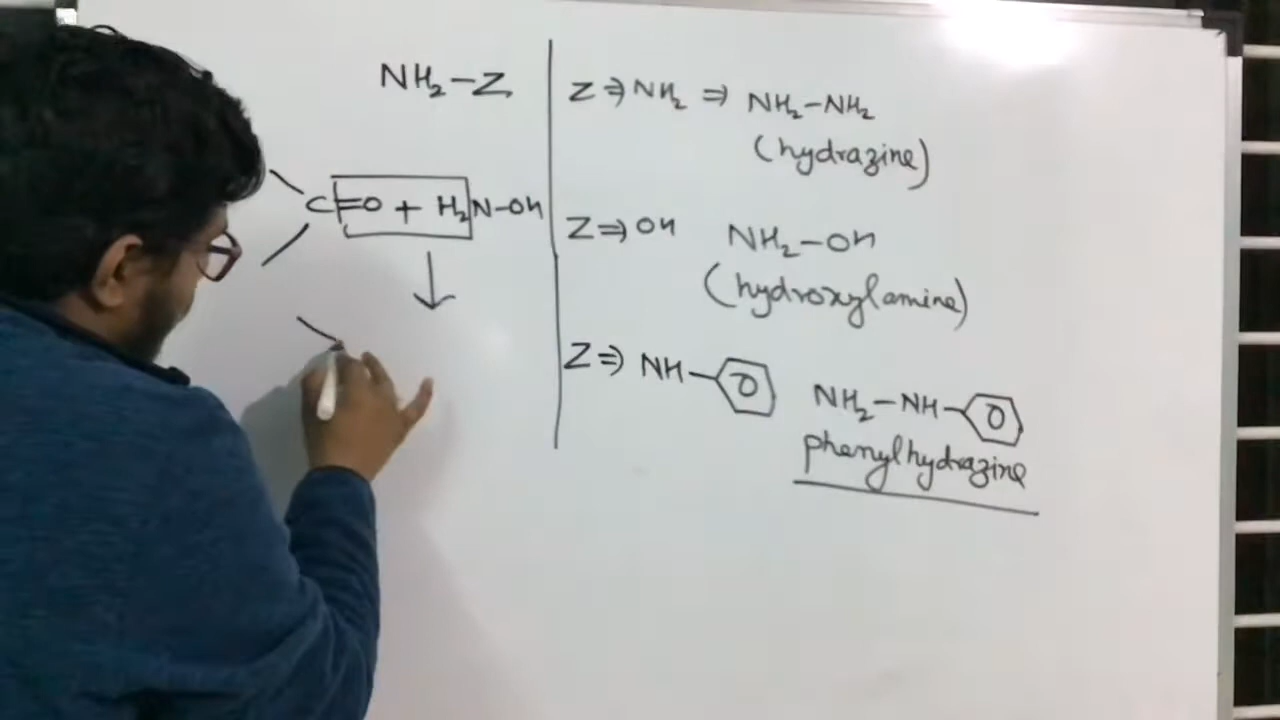 NH₂-Z
C=O + H₂N-OH
Z ⇒ NH₂ ⇒ NH₂-NH₂
(hydrazine)
Z ⇒ OH NH₂-OH
(hydroxylamine)
Z ⇒ NH-
NH₂-NH-
phenylhydrazine